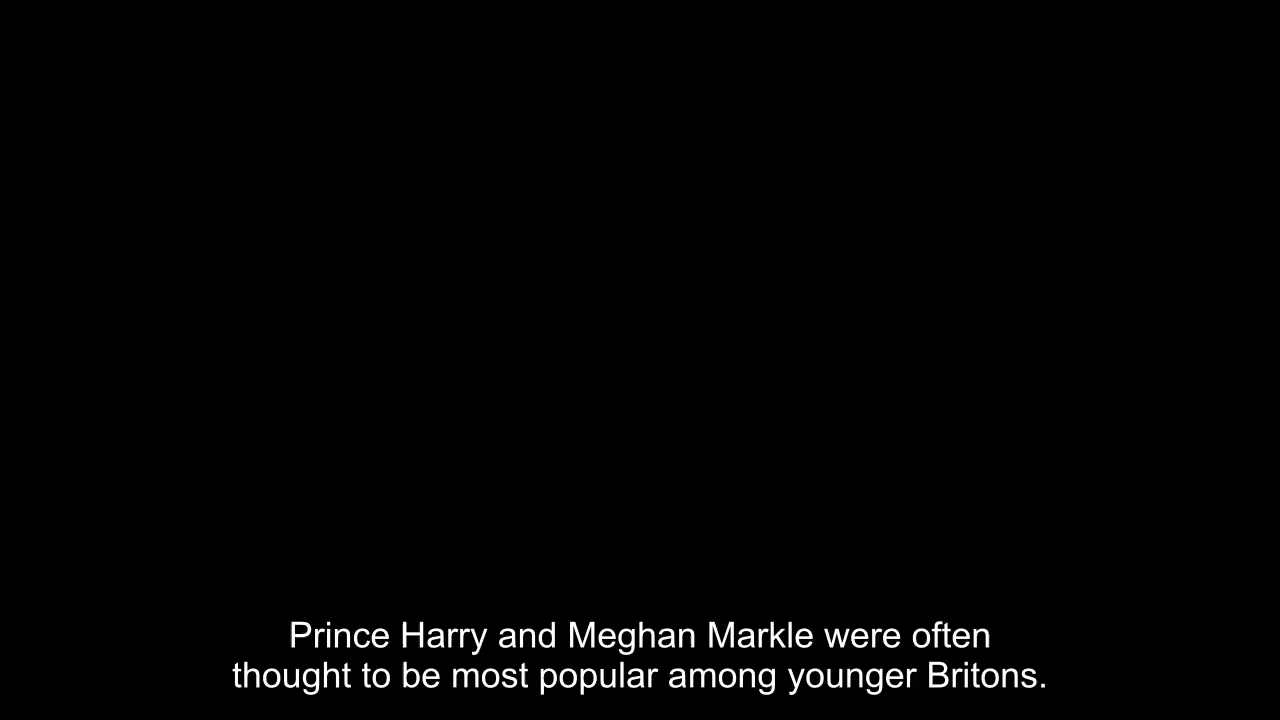 Prince Harry and Meghan Markle were often
thought to be most popular among younger Britons.